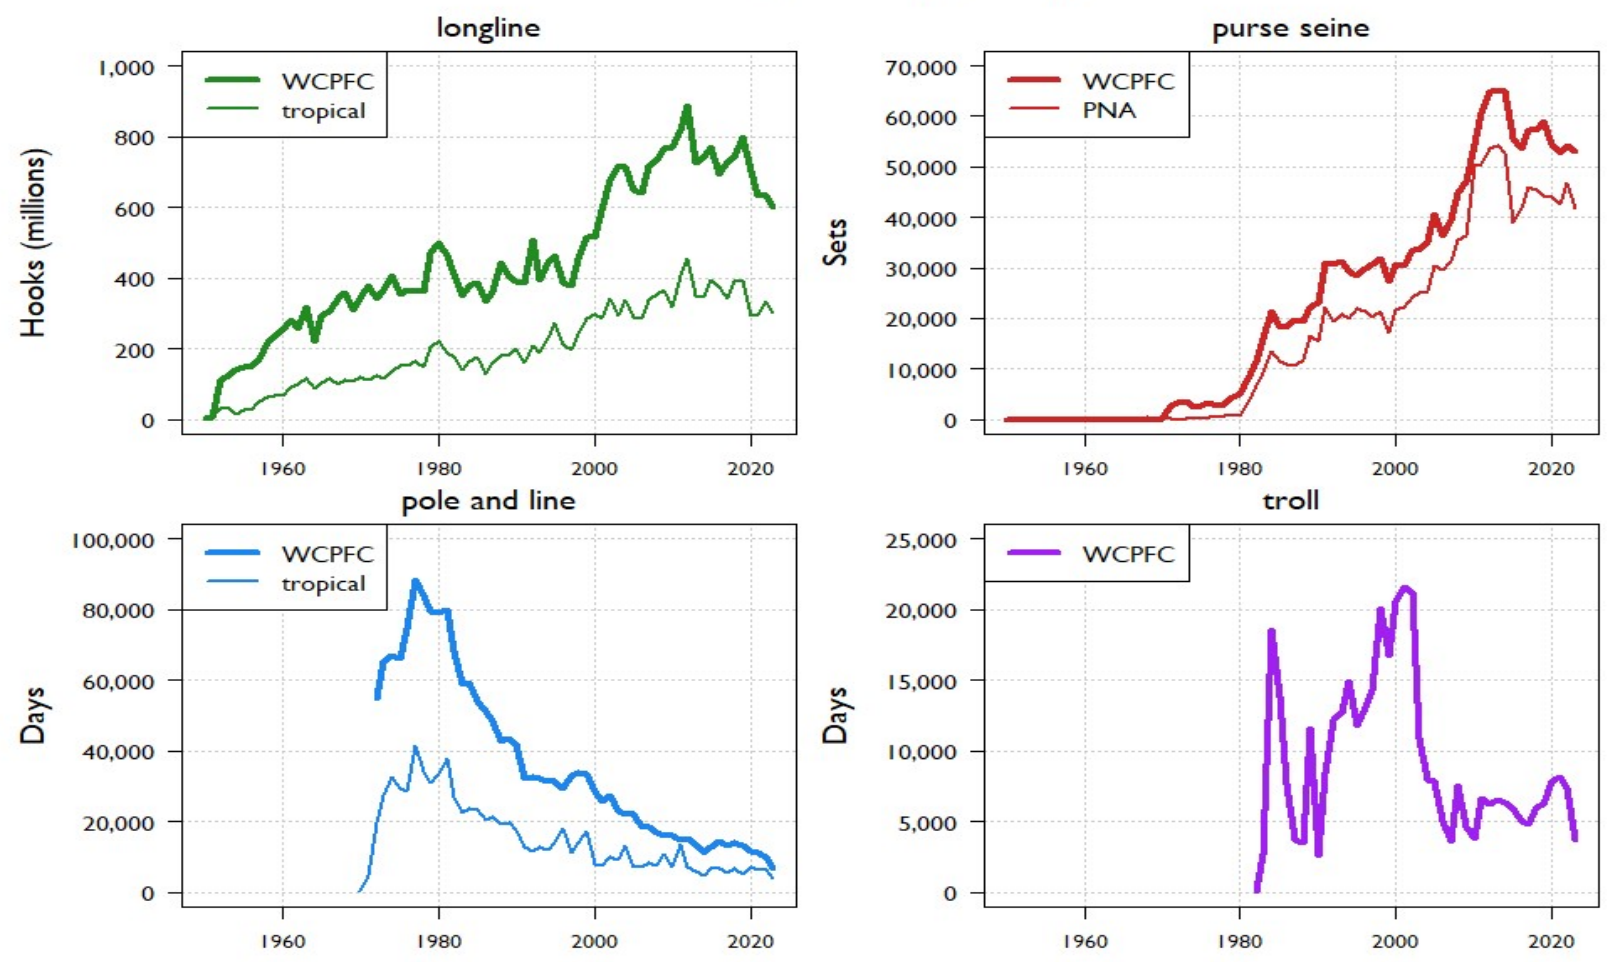 longline
1,000
800
600
400
200
0
Hooks (millions)
WCPFC
tropical
1960 1980 2000 2020
purse seine
70,000
60,000
50,000
40,000
30,000
20,000
10,000
0
Sets
WCPFC
PNA
1960 1980 2000 2020
pole and line
100,000
80,000
60,000
40,000
20,000
0
Days
WCPFC
tropical
1960 1980 2000 2020
troll
25,000
20,000
15,000
10,000
5,000
0
Days
WCPFC
1960 1980 2000 2020